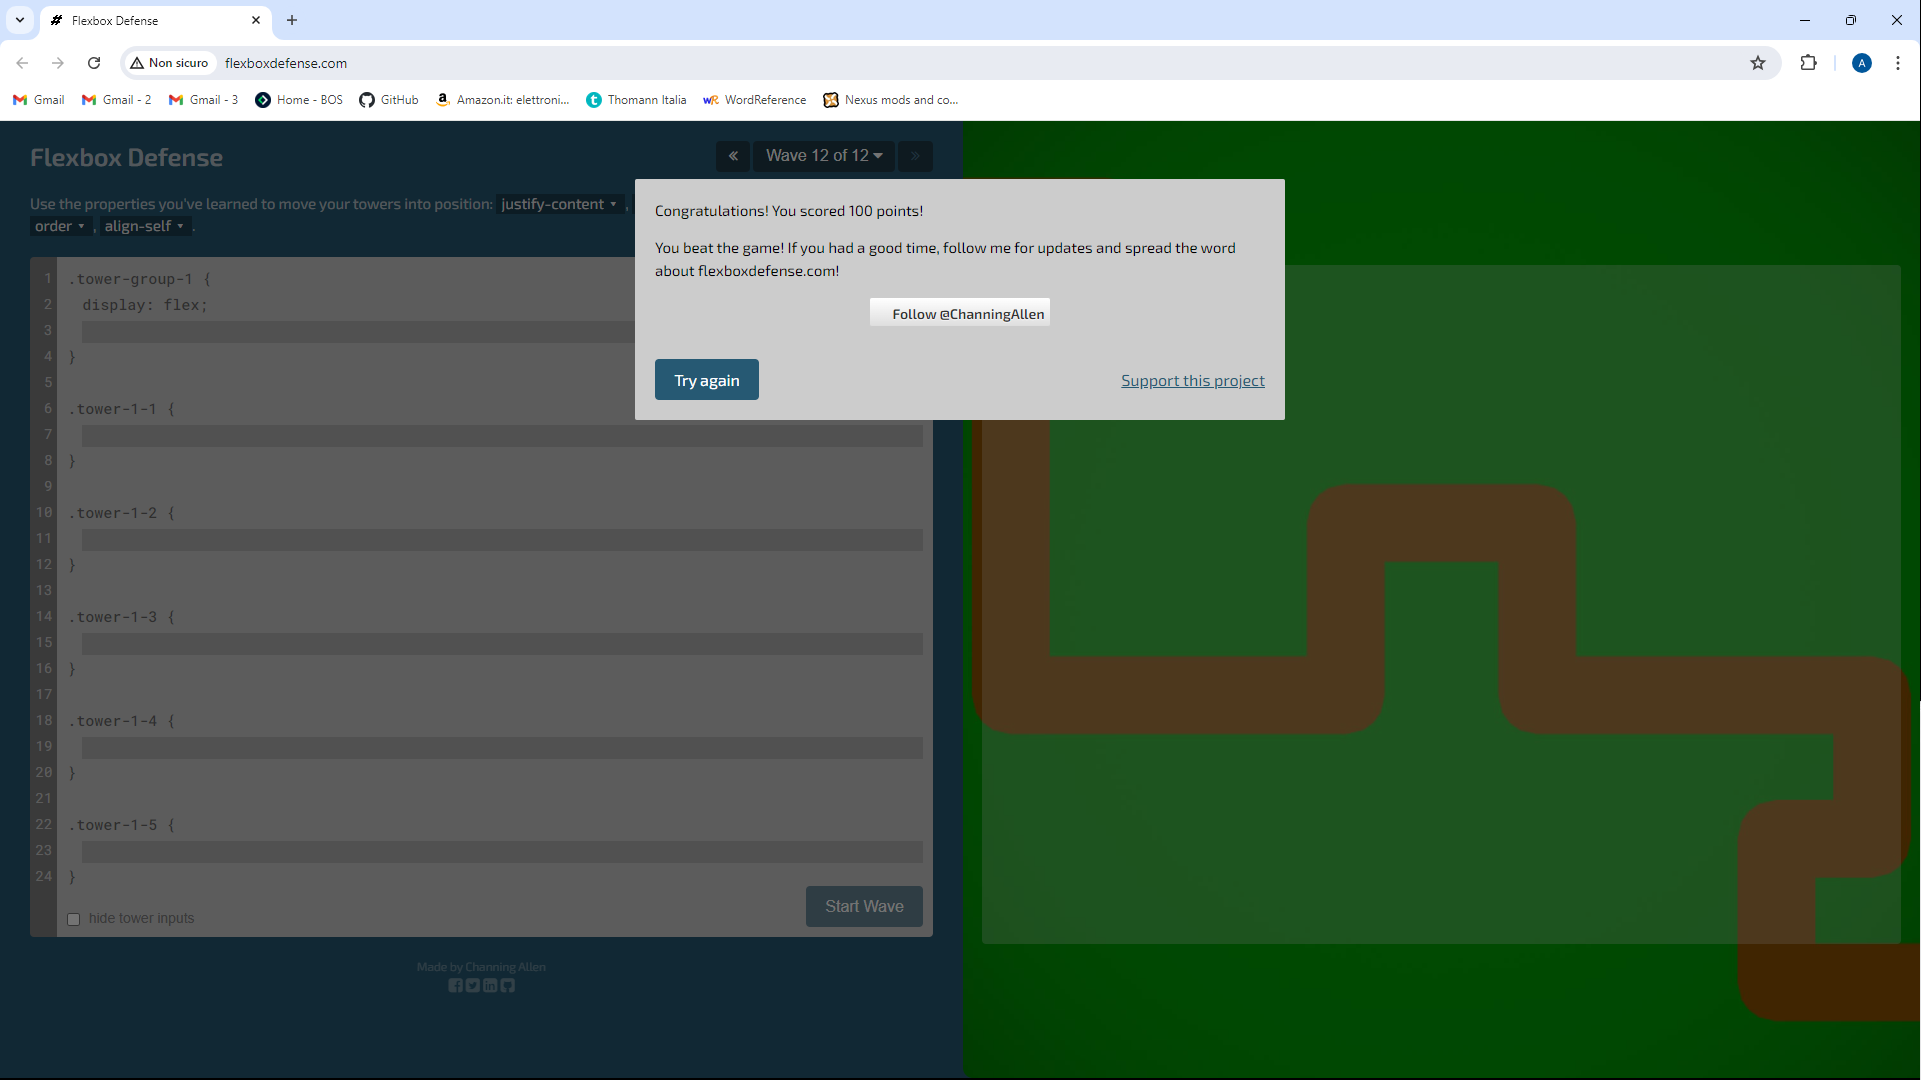 Flexbox Defense
Non sicuro
flexboxdefense.com
A
Gmail
Gmail - 2
Gmail - 3
Home - BOS
GitHub
Amazon.it: elettroni...
Thomann Italia
WordReference
Nexus mods and co...
Flexbox Defense
« Wave 12 of 12 »
Use the properties you've learned to move your towers into position: justify-content ,
order , align-self .
Congratulations! You scored 100 points!
You beat the game! If you had a good time, follow me for updates and spread the word
about flexboxdefense.com!
Follow @ChanningAllen
Try again
Support this project
1 .tower-group-1 {
2 display: flex;
3
4 }
5
6 .tower-1-1 {
7
8 }
9
10 .tower-1-2 {
11
12 }
13
14 .tower-1-3 {
15
16 }
17
18 .tower-1-4 {
19
20 }
21
22 .tower-1-5 {
23
24 }
hide tower inputs
Start Wave
Made by Channing Allen